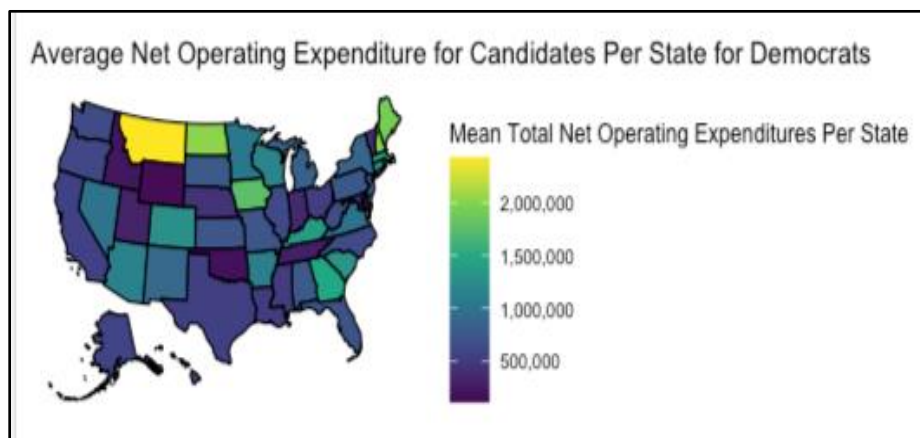 Average Net Operating Expenditure for Candidates Per State for Democrats
Mean Total Net Operating Expenditures Per State
2,000,000
1,500,000
1,000,000
500,000